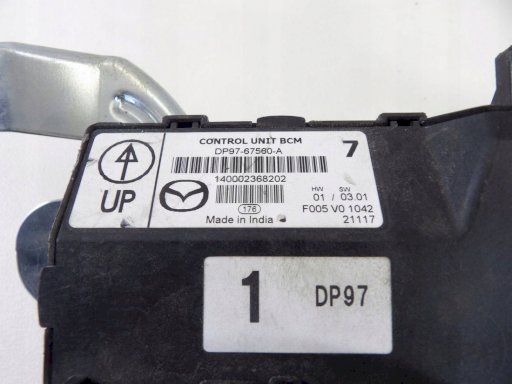 CONTROL UNIT BCM
DP97-67560-A
7
140002368202
UP
HW SW
01 / 03.01
176
F005 V0 1042
Made in India
21117
1 DP97